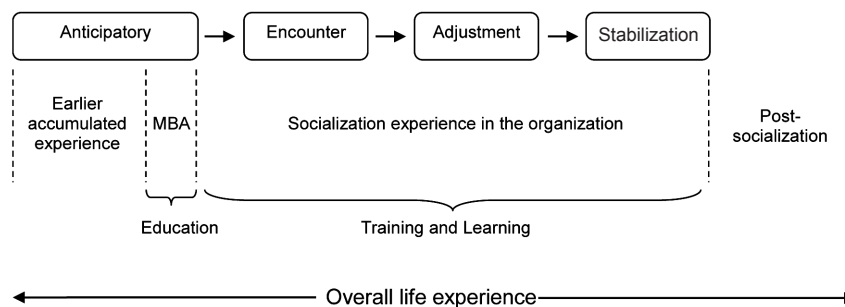 Anticipatory
Encounter
Adjustment
Stabilization
Earlier
accumulated
experience
MBA
Socialization experience in the organization
Post-
socialization
Education
Training and Learning
Overall life experience